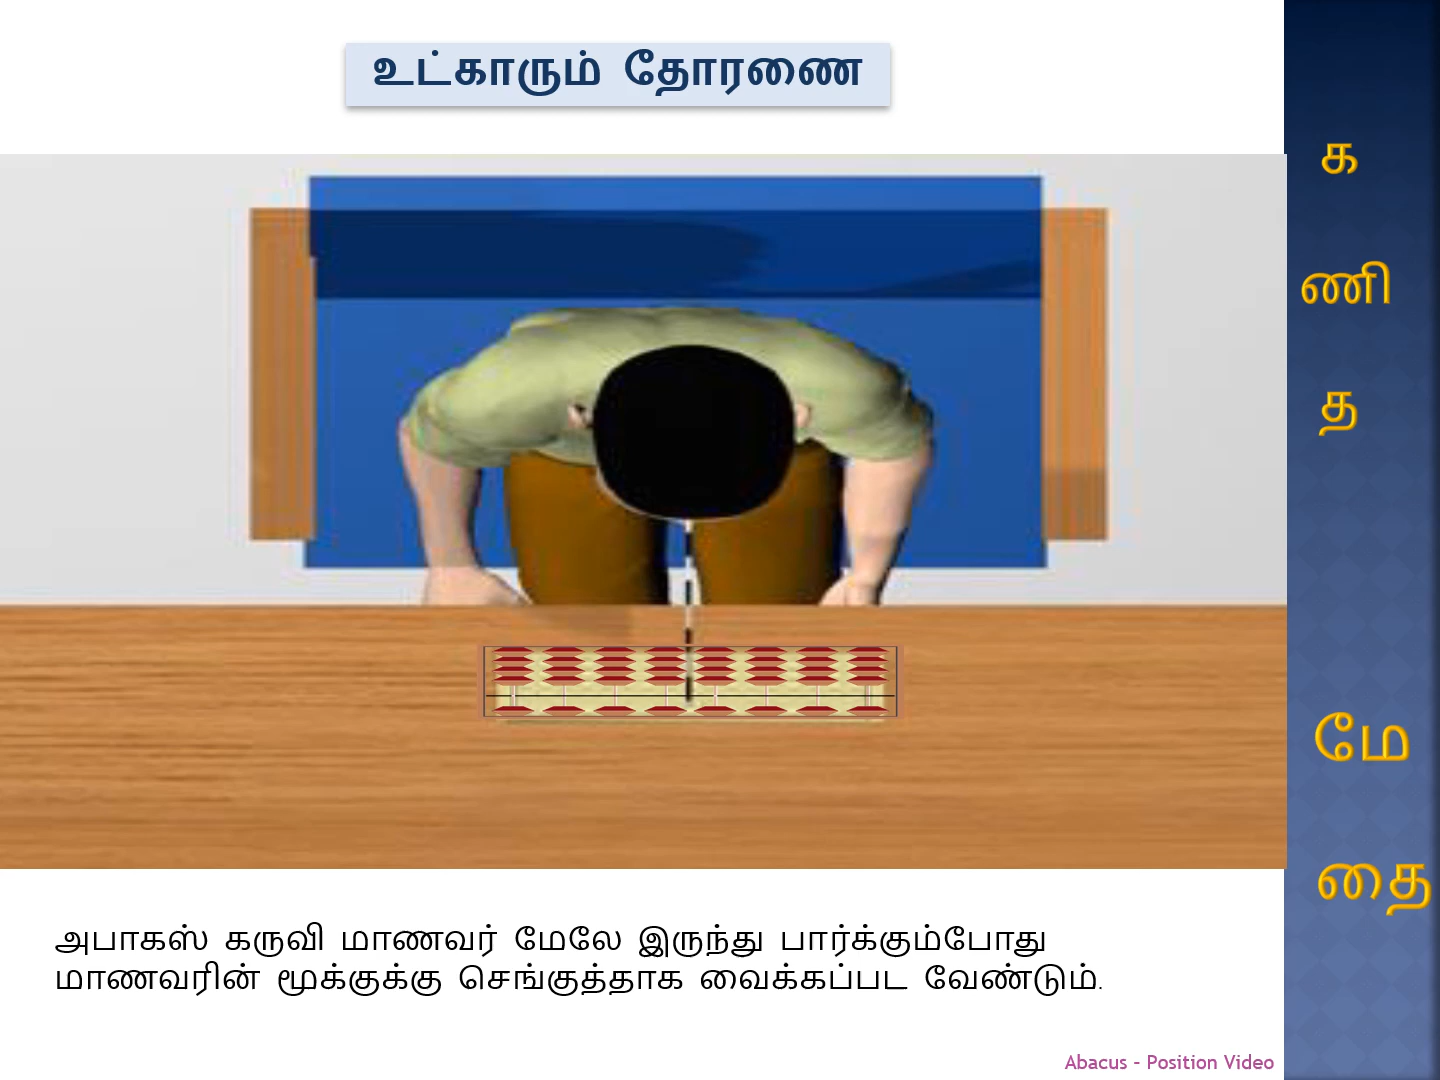 உட்காரும் தோரணை
க
ணி
த
மே
தை
அபாகஸ் கருவி மாணவர் மேலே இருந்து பார்க்கும்போது
மாணவரின் மூக்குக்கு செங்குத்தாக வைக்கப்பட வேண்டும்.
Abacus - Position Video